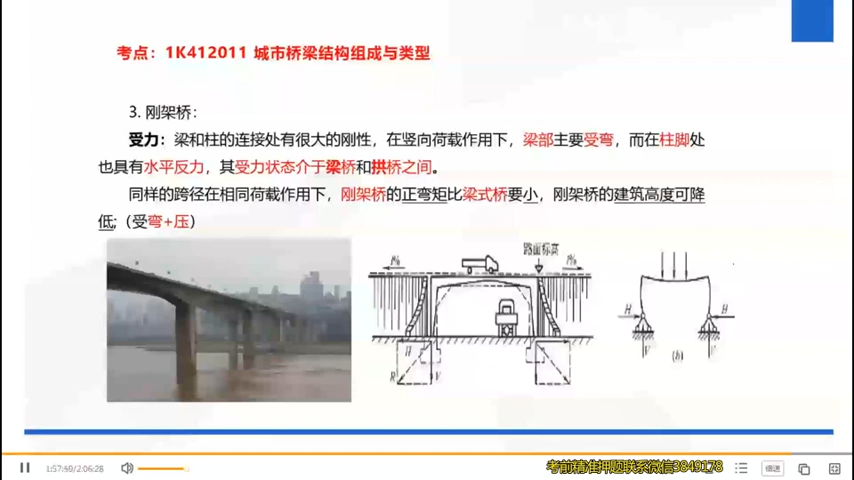 考点：1K412011 城市桥梁结构组成与类型
3. 刚架桥：
受力：梁和柱的连接处有很大的刚性，在竖向荷载作用下，梁部主要受弯，而在柱脚处
也具有水平反力，其受力状态介于梁桥和拱桥之间。
同样的跨径在相同荷载作用下，刚架桥的正弯矩比梁式桥要小，刚架桥的建筑高度可降
低;（受弯+压）
路面标高
P% P%
H H
H
R V V V
(b)
考前精准押题联系微信3849178
1:57:59/2:06:28
倍速